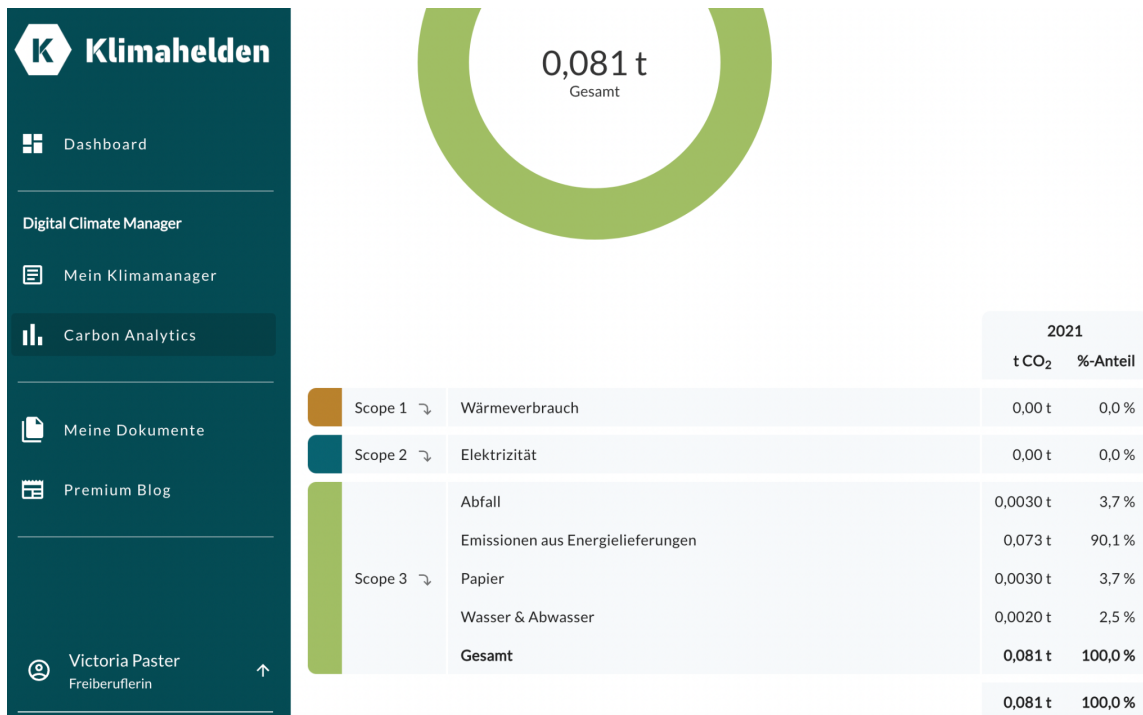 K Klimahelden
Dashboard
Digital Climate Manager
Mein Klimamanager
Carbon Analytics
Meine Dokumente
Premium Blog
Victoria Paster
Freiberuflerin
0,081 t
Gesamt
2021
t CO₂ %-Anteil
Scope 1 Wärmeverbrauch 0,00 t 0,0 %
Scope 2 Elektrizität 0,00 t 0,0 %
Abfall 0,0030 t 3,7 %
Emissionen aus Energielieferungen 0,073 t 90,1 %
Scope 3 Papier 0,0030 t 3,7 %
Wasser & Abwasser 0,0020 t 2,5 %
Gesamt 0,081 t 100,0 %
0,081 t 100,0 %